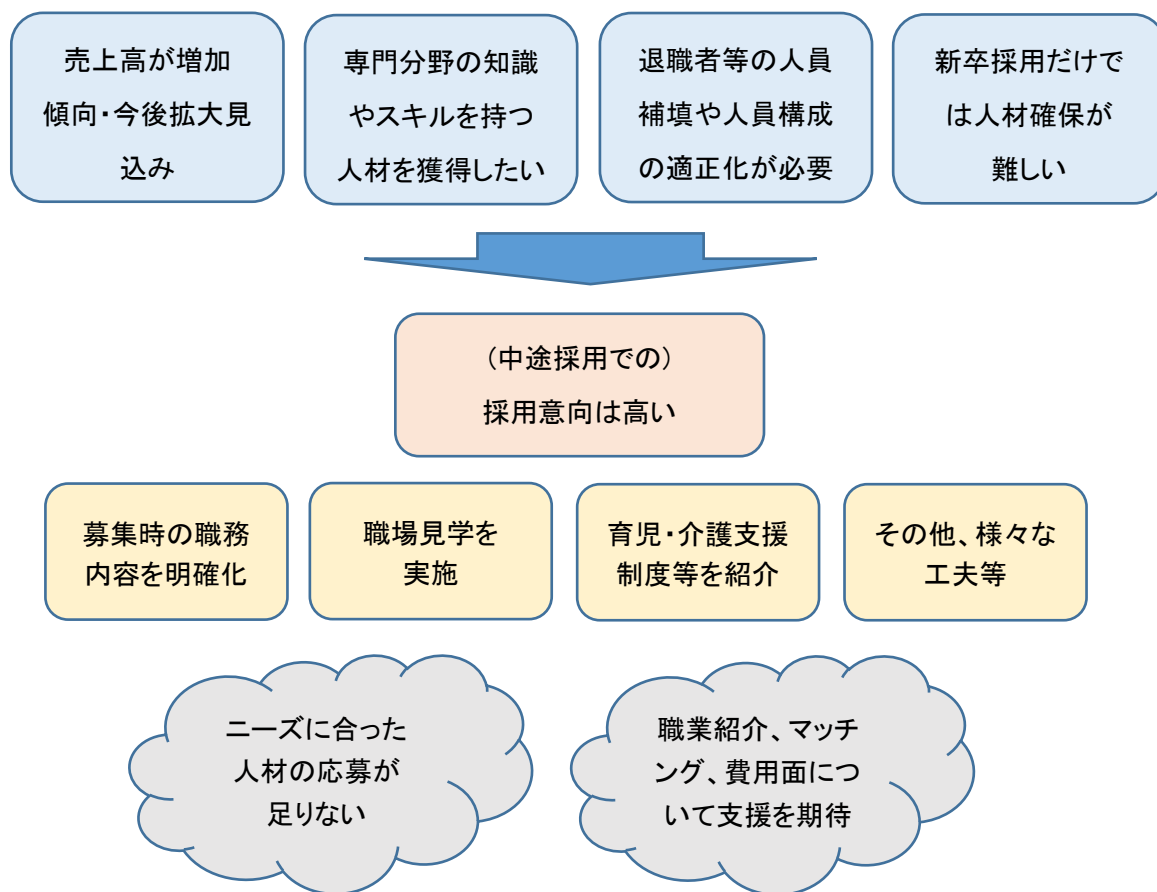 売上高が増加
傾向・今後拡大見
込み
専門分野の知識
やスキルを持つ
人材を獲得したい
退職者等の人員
補填や人員構成
の適正化が必要
新卒採用だけで
は人材確保が
難しい
(中途採用での)
採用意向は高い
募集時の職務
内容を明確化
職場見学を
実施
育児・介護支援
制度等を紹介
その他、様々な
工夫等
ニーズに合った
人材の応募が
足りない
職業紹介、マッチ
ング、費用面につ
いて支援を期待